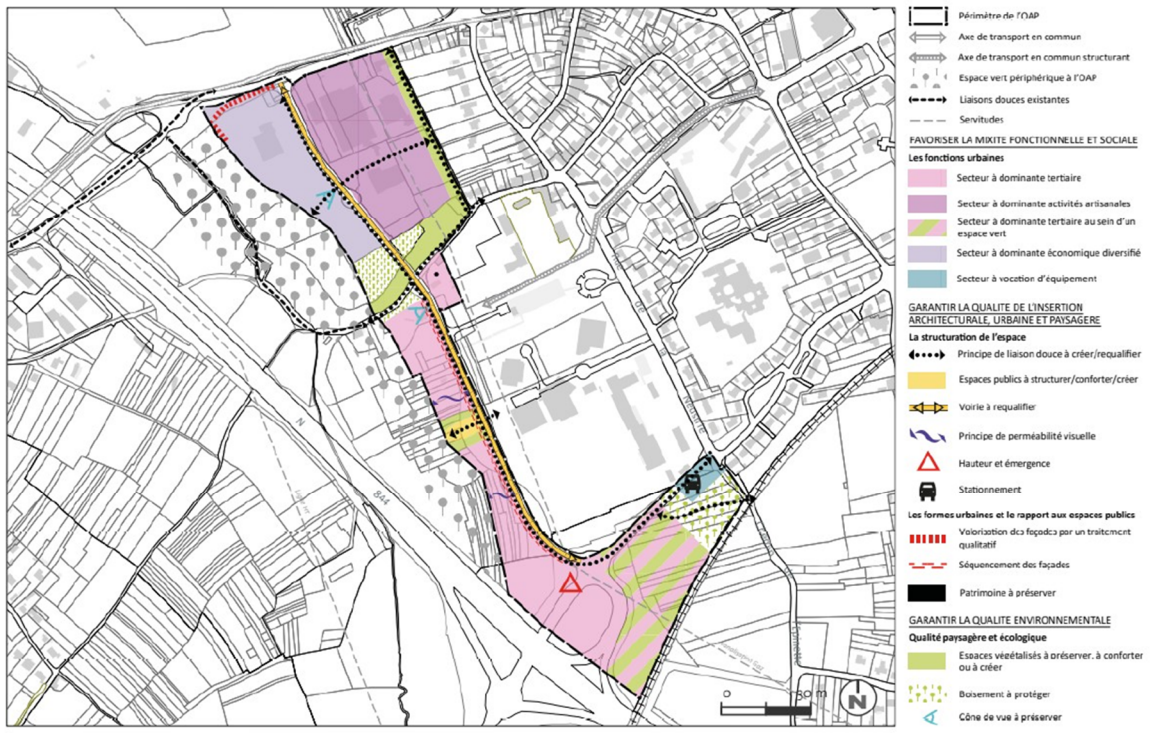 Périmètre de l'OAP
Axe de transport en commun
Axe de transport en commun structurant
Espace vert périphérique à l'OAP
Liaisons douces existantes
Servitudes
FAVORISER LA MIXITE FONCTIONNELLE ET SOCIALE
Les fonctions urbaines
Secteur à dominante tertiaire
Secteur à dominante activités artisanales
Secteur à dominante tertiaire au sein d'un
espace vert
Secteur à dominante économique diversifié
Secteur à vocation d'équipement
GARANTIR LA QUALITE DE L'INSERTION
ARCHITECTURALE, URBAINE ET PAYSAGERE
La structuration de l'espace
Principe de liaison douce à créer/requalifier
Espaces publics à structurer/conforter/créer
Voirie à requalifier
Principe de perméabilité visuelle
Hauteur et émergence
Stationnement
Les formes urbaines et le rapport aux espaces publics
Valorisation des façades par un traitement
qualitatif
Séquencement des façades
Patrimoine à préserver
GARANTIR LA QUALITE ENVIRONNEMENTALE
Qualité paysagère et écologique
Espaces végétalisés à préserver, à conforter
ou à créer
Boisement à protéger
Cône de vue à préserver
N
844
0
N